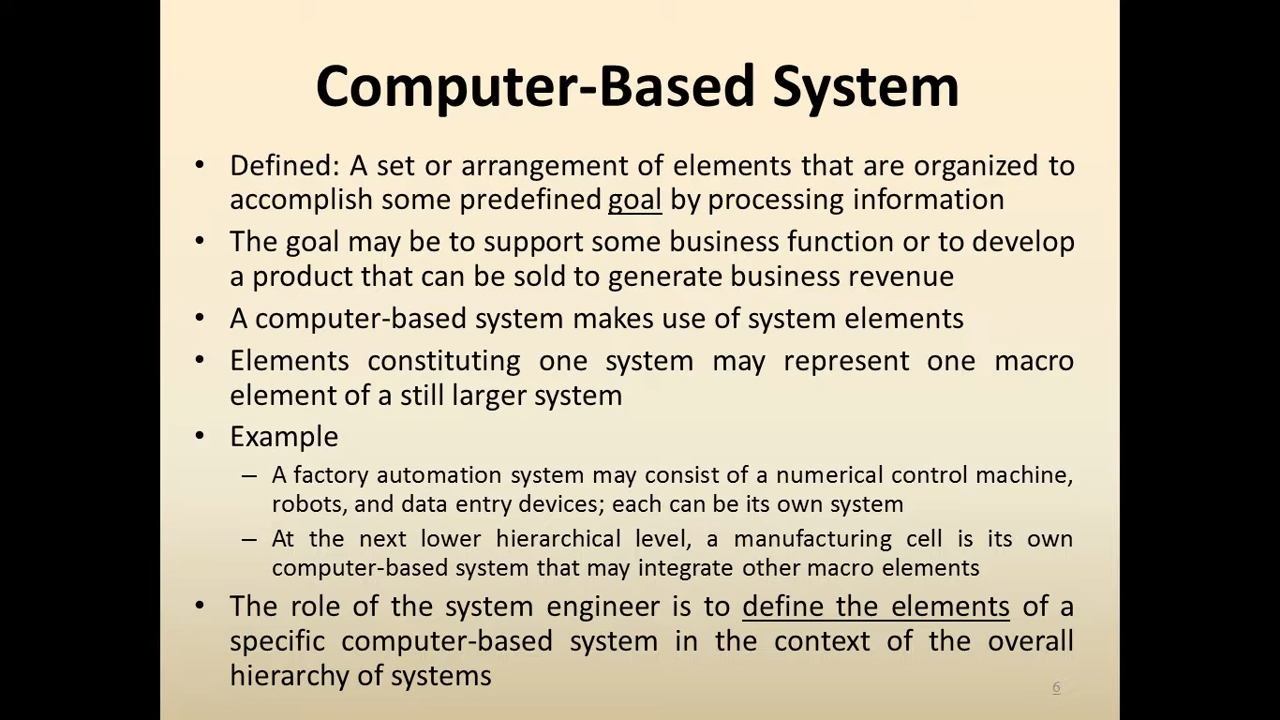 Computer-Based System
• Defined: A set or arrangement of elements that are organized to
accomplish some predefined goal by processing information
• The goal may be to support some business function or to develop
a product that can be sold to generate business revenue
• A computer-based system makes use of system elements
• Elements constituting one system may represent one macro
element of a still larger system
• Example
– A factory automation system may consist of a numerical control machine,
robots, and data entry devices; each can be its own system
– At the next lower hierarchical level, a manufacturing cell is its own
computer-based system that may integrate other macro elements
• The role of the system engineer is to define the elements of a
specific computer-based system in the context of the overall
hierarchy of systems
6